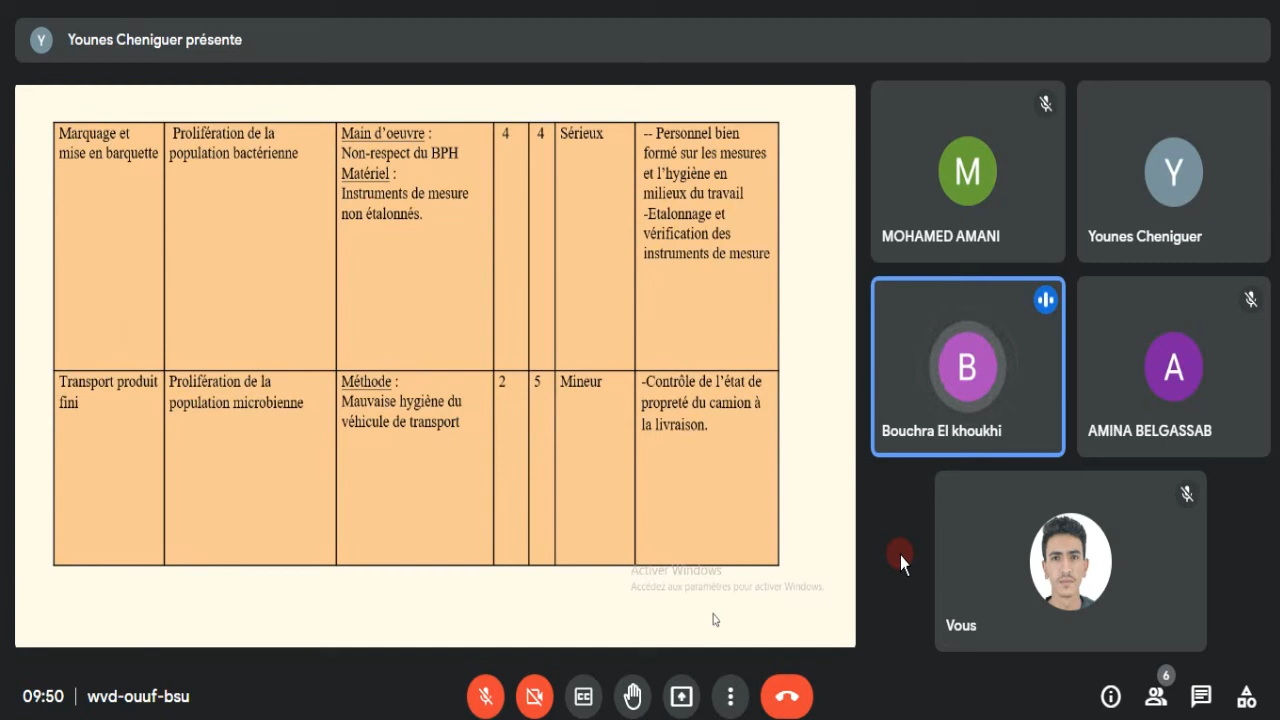 Y
Younes Cheniguer présente
Marquage et
mise en barquette
Prolifération de la
population bactérienne
Main d’oeuvre :
Non-respect du BPH
Matériel :
Instruments de mesure
non étalonnés.
4
4
Sérieux
-- Personnel bien
formé sur les mesures
et l’hygiène en
milieux du travail
-Etalonnage et
vérification des
instruments de mesure
Transport produit
fini
Prolifération de la
population microbienne
Méthode :
Mauvaise hygiène du
véhicule de transport
2
5
Mineur
-Contrôle de l’état de
propreté du camion à
la livraison.
Activer Windows
Accédez aux paramètres pour activer Windows.
M
MOHAMED AMANI
Y
Younes Cheniguer
B
Bouchra El khoukhi
A
AMINA BELGASSAB
Vous
09:50 | wvd-ouuf-bsu
CC
6